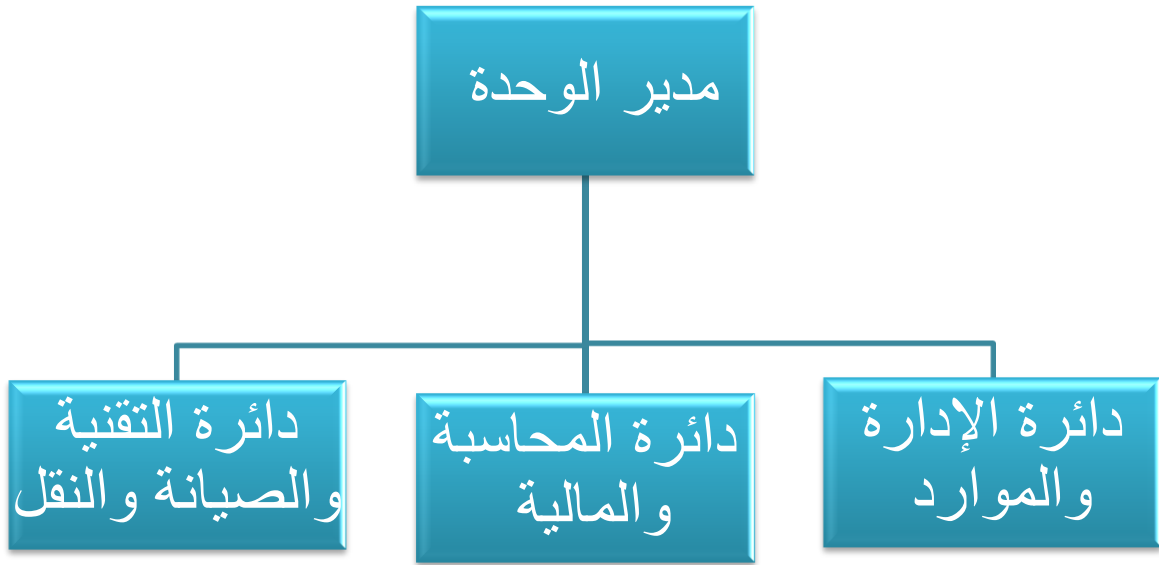 مدير الوحدة
دائرة الإدارة
والموارد
دائرة المحاسبة
والمالية
دائرة التقنية
والصيانة والنقل